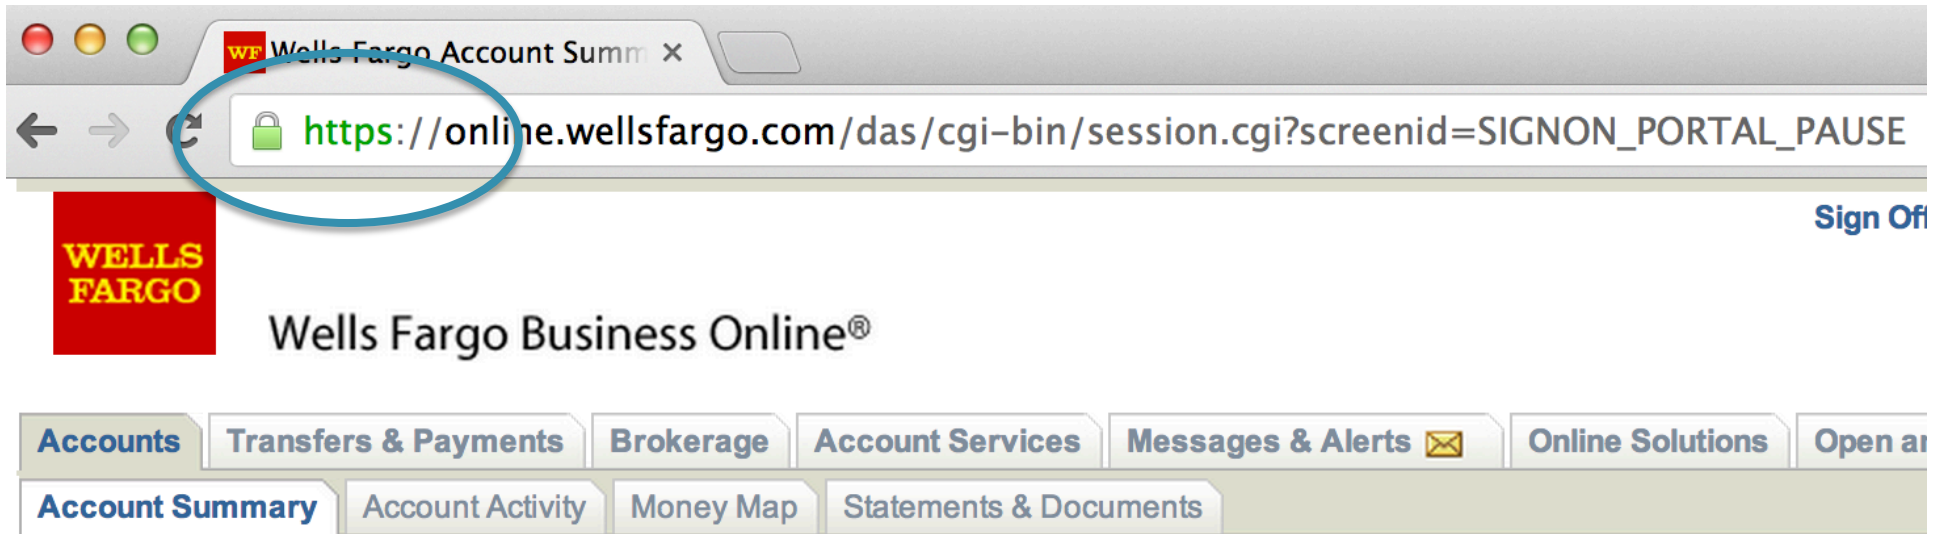 WF Wells Fargo Account Summ
https://online.wellsfargo.com/das/cgi-bin/session.cgi?screenid=SIGNON_PORTAL_PAUSE
Sign Off
WELLS
FARGO
Wells Fargo Business Online®
Accounts Transfers & Payments Brokerage Account Services Messages & Alerts Online Solutions Open an
Account Summary Account Activity Money Map Statements & Documents